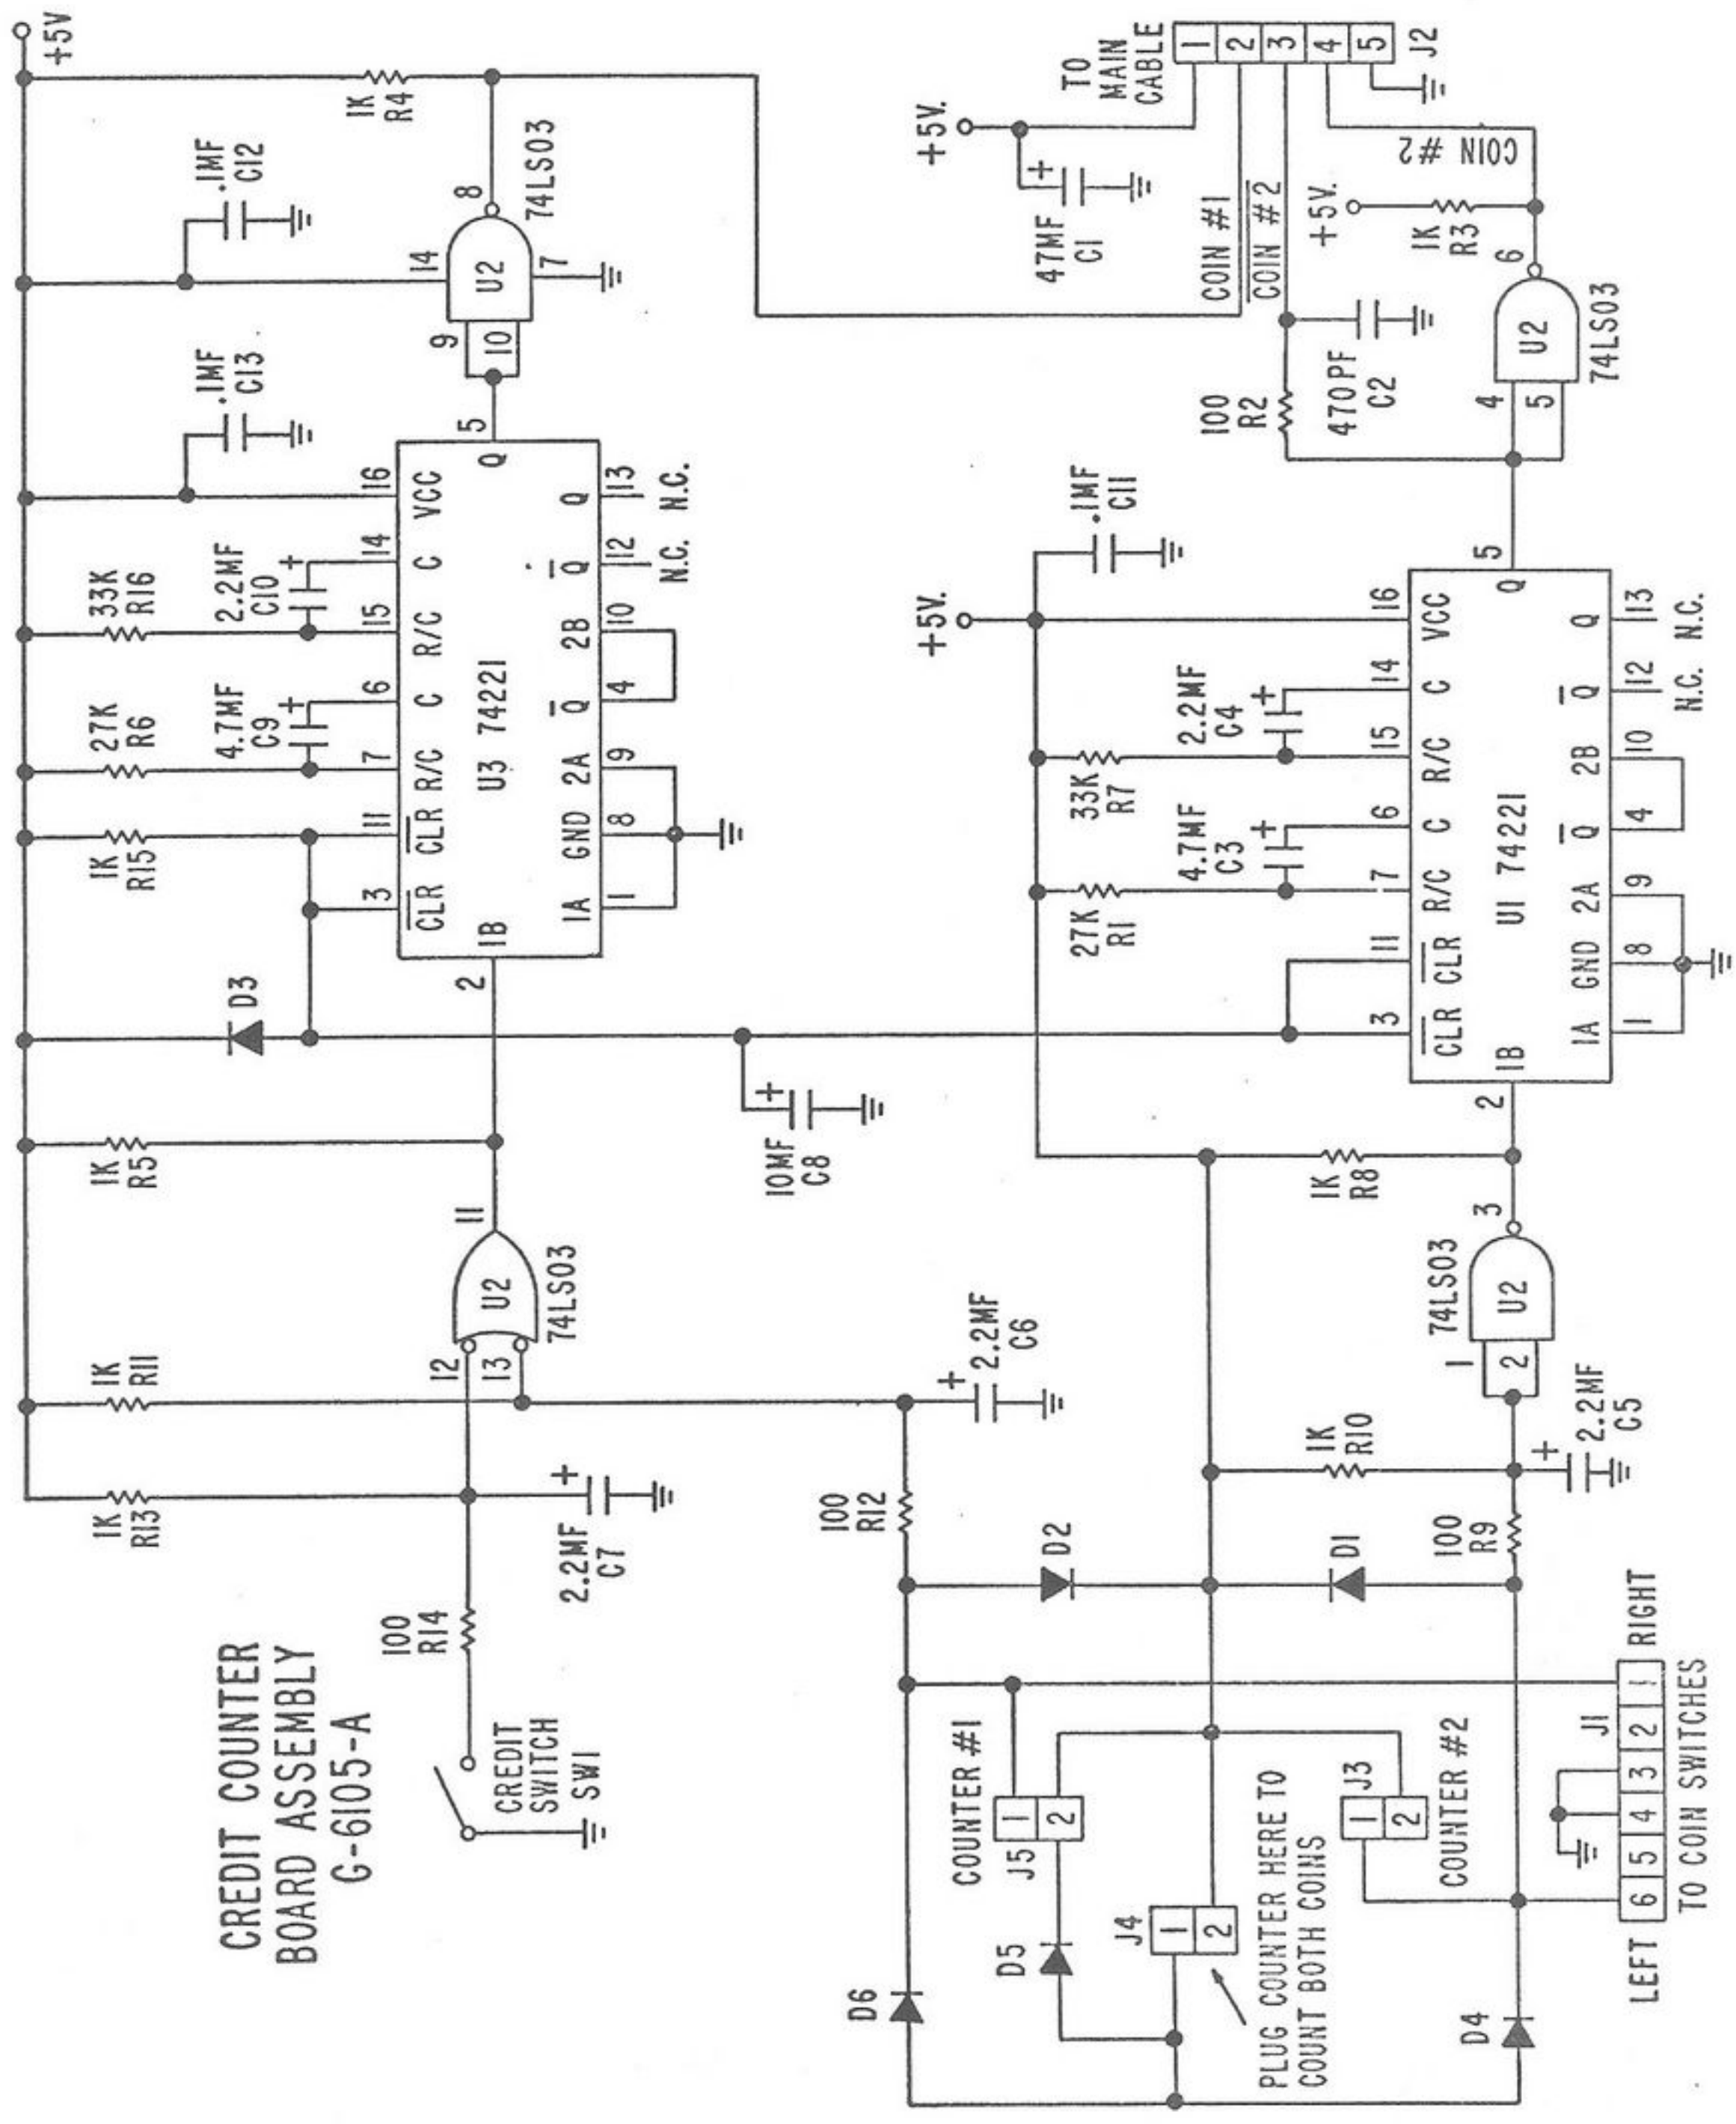 CREDIT COUNTER
BOARD ASSEMBLY
G-6105-A
+5V
1K
R13
1K
R11
1K
R5
D3
1K
R15
27K
R6
33K
R16
4.7MF
C9
2.2MF
C10
.1MF
C13
.1MF
C12
1K
R4
100
R14
CREDIT
SWITCH
SW1
2.2MF
C7
12
13
U2
74LS03
11
2
1B
3
CLR
11
CLR
7
R/C
6
C
15
R/C
14
C
16
VCC
U3 74221
Q
5
1A
GND
2A
Q
2B
Q
Q
1
8
9
4
10
12
13
N.C.
N.C.
9
10
U2
14
7
8
74LS03
10MF
C8
2.2MF
C6
100
R12
D2
D1
1K
R10
100
R9
2.2MF
C5
1
2
U2
74LS03
3
1K
R8
2
1B
3
CLR
11
CLR
7
R/C
6
C
15
R/C
14
C
16
VCC
U1 74221
Q
5
1A
GND
2A
Q
2B
Q
Q
1
8
9
4
10
12
13
N.C.
N.C.
27K
R1
33K
R7
4.7MF
C3
2.2MF
C4
+5V.
.1MF
C11
100
R2
470PF
C2
4
5
U2
74LS03
6
1K
R3
+5V.
COIN #1
COIN #2
COIN #2
47MF
C1
+5V.
TO
MAIN
CABLE
1
2
3
4
5
J2
D6
COUNTER #1
J5
1
2
D5
J4
1
2
PLUG COUNTER HERE TO
COUNT BOTH COINS
J3
1
2
COUNTER #2
D4
LEFT
6
5
4
3
2
1
RIGHT
J1
TO COIN SWITCHES